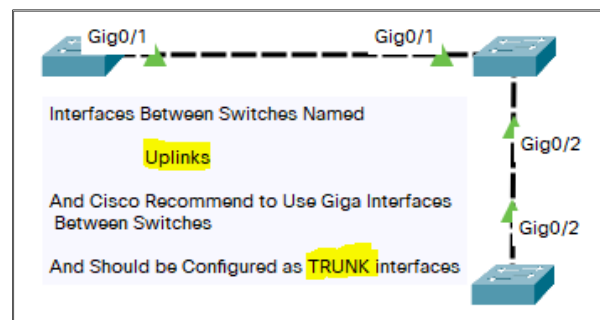 Gig0/1
Gig0/1
Interfaces Between Switches Named
Uplinks
Gig0/2
And Cisco Recommend to Use Giga Interfaces
Between Switches
Gig0/2
And Should be Configured as TRUNK interfaces